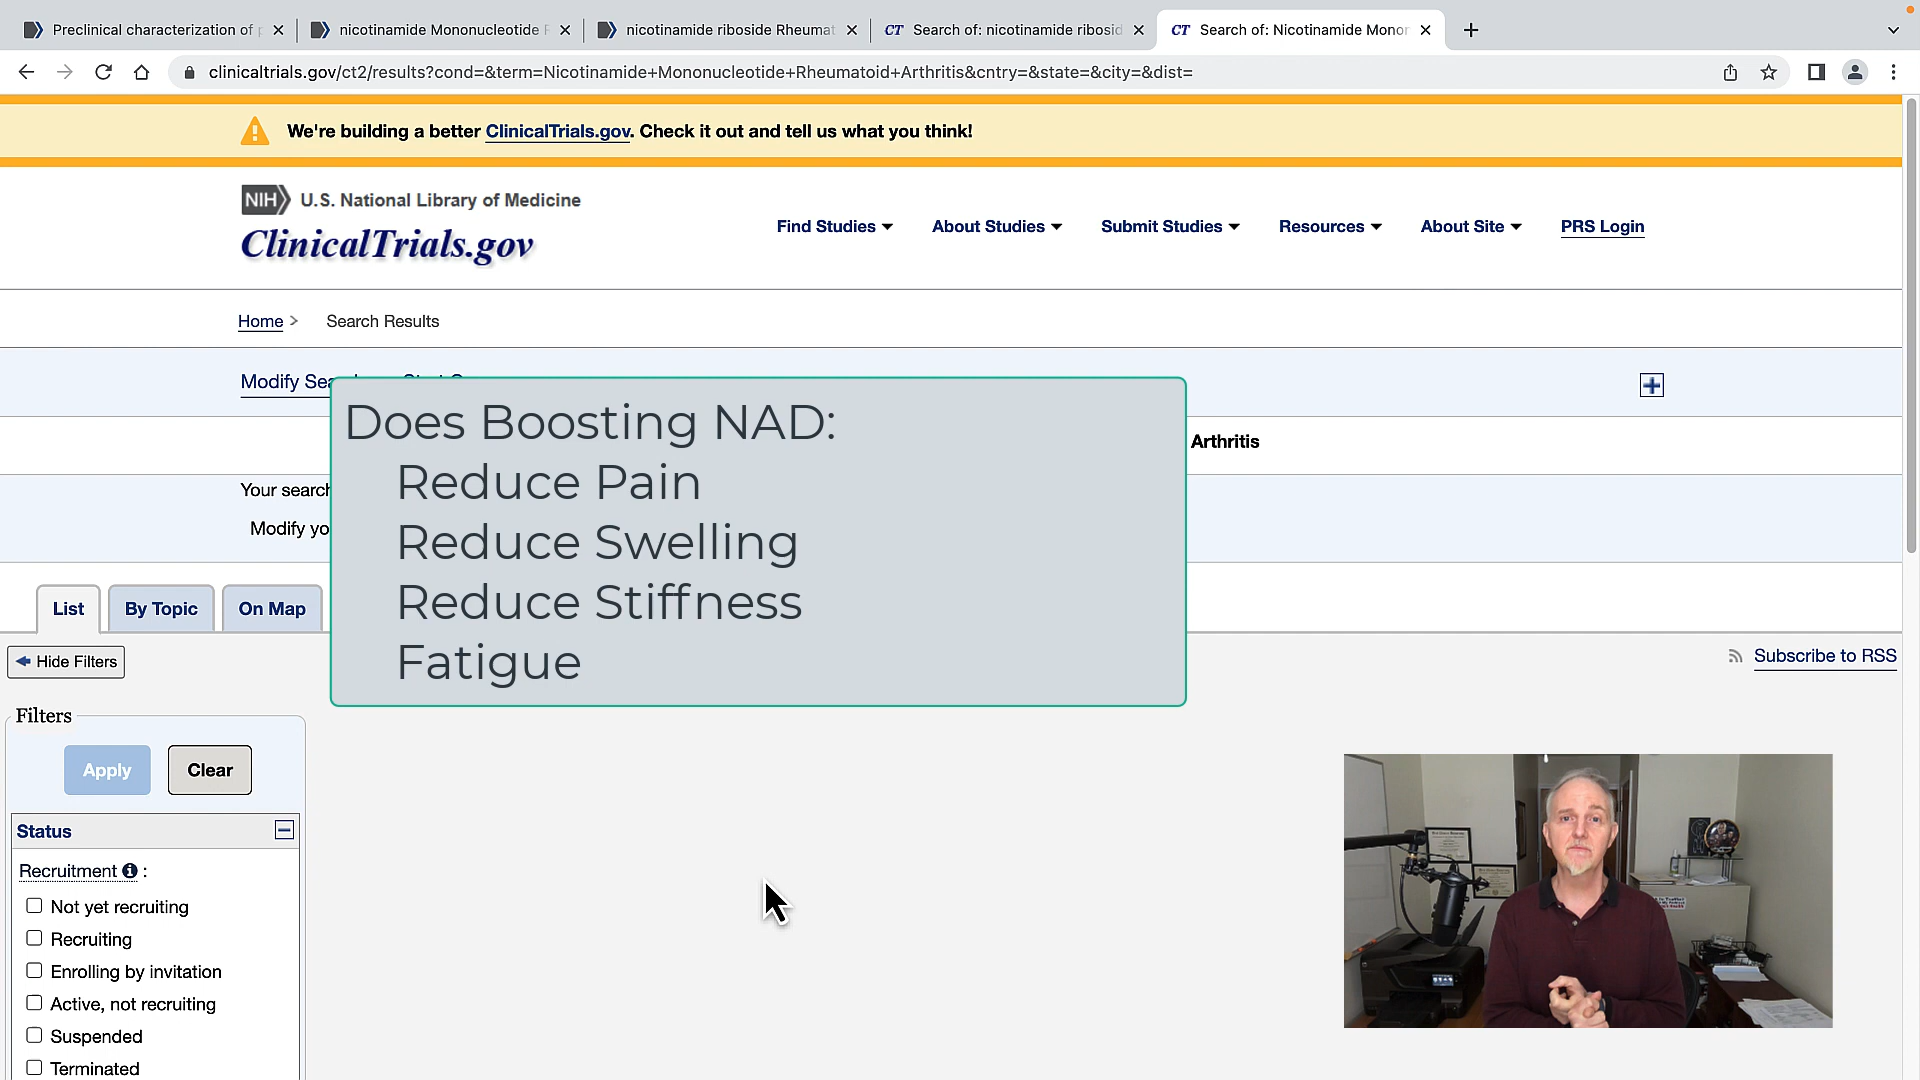 Preclinical characterization of
nicotinamide Mononucleotide
nicotinamide riboside Rheumat
CT Search of: nicotinamide ribosid
CT Search of: Nicotinamide Monor
clinicaltrials.gov/ct2/results?cond=&term=Nicotinamide+Mononucleotide+Rheumatoid+Arthritis&cntry=&state=&city=&dist=
We're building a better ClinicalTrials.gov. Check it out and tell us what you think!
NIH U.S. National Library of Medicine
ClinicalTrials.gov
Find Studies About Studies Submit Studies Resources About Site PRS Login
Home > Search Results
Modify Sea
Does Boosting NAD:
Arthritis
Reduce Pain
Your search
Modify yo
Reduce Swelling
Reduce Stiffness
Fatigue
List By Topic On Map
Hide Filters
Subscribe to RSS
Filters
Apply Clear
Status
Recruitment :
Not yet recruiting
Recruiting
Enrolling by invitation
Active, not recruiting
Suspended
Terminated